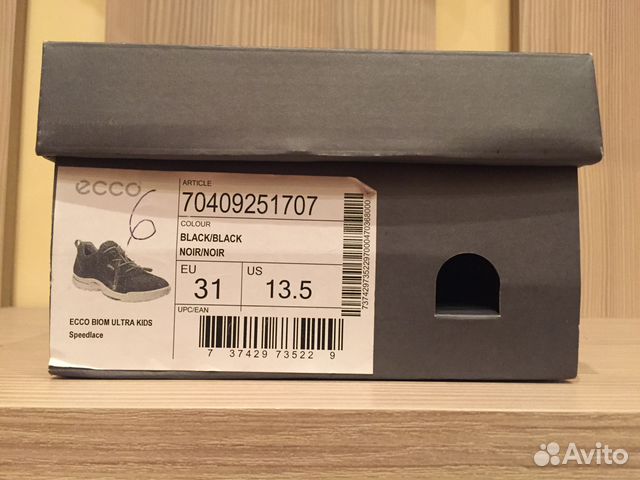 ecco
6
ARTICLE
70409251707
COLOUR
BLACK/BLACK
NOIR/NOIR
EU
31
US
13.5
UPC/EAN
7 37429 73522 9
ECCO BIOM ULTRA KIDS
Speedlace
Avito